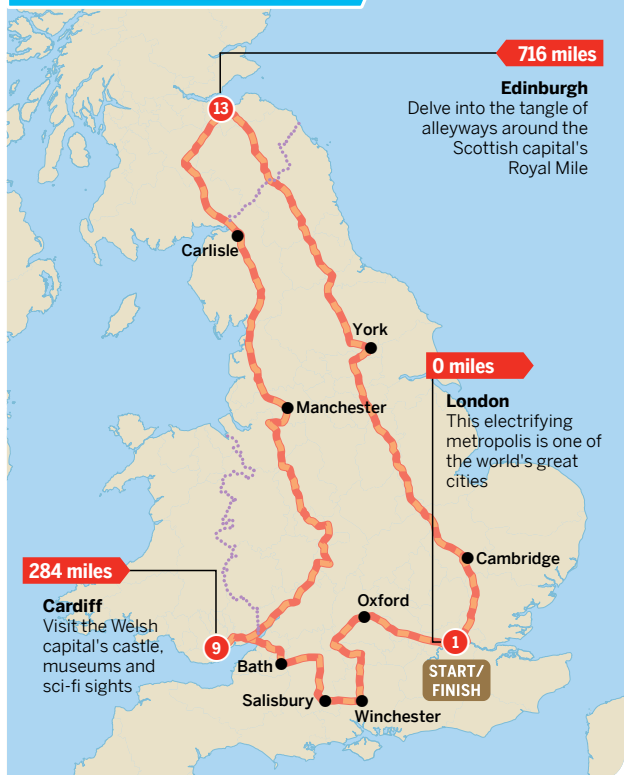 716 miles
Edinburgh
Delve into the tangle of
alleyways around the
Scottish capital's
Royal Mile
13
Carlisle
York
0 miles
London
This electrifying
metropolis is one of
the world's great
cities
Manchester
284 miles
Cardiff
Visit the Welsh
capital's castle,
museums and
sci-fi sights
9
Cambridge
Oxford
1
START/
FINISH
Bath
Salisbury
Winchester